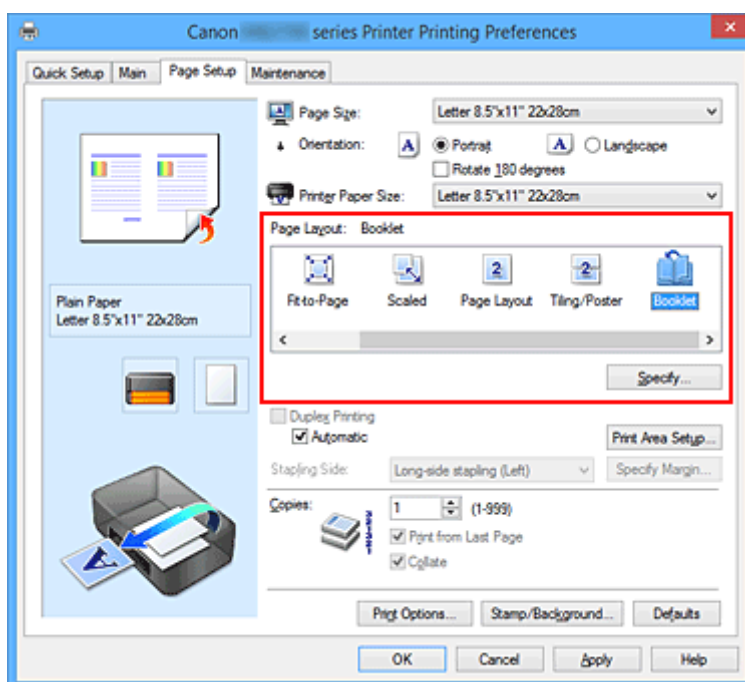 Canon series Printer Printing Preferences
Quick Setup Main Page Setup Maintenance
Page Size: Letter 8.5"x11" 22x28cm
Orientation: A Portrait A Landscape
Rotate 180 degrees
Printer Paper Size: Letter 8.5"x11" 22x28cm
Page Layout: Booklet
2 2
Fit-to-Page Scaled Page Layout Tiling/Poster Booklet
Plain Paper
Letter 8.5"x11" 22x28cm
Specify...
Duplex Printing
Automatic
Print Area Setup...
Stapling Side: Long-side stapling (Left) Specify Margin...
Copies: 1 (1-999)
Print from Last Page
Collate
A
Print Options... Stamp/Background... Defaults
OK Cancel Apply Help